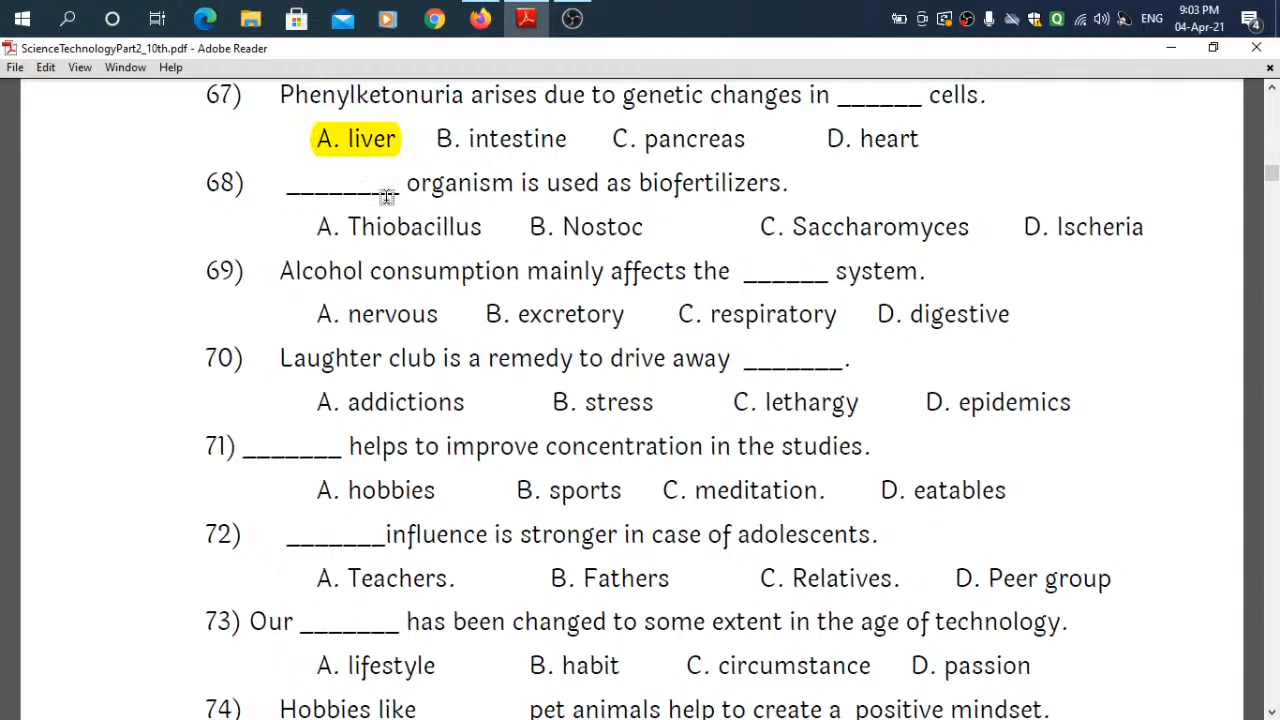 9:03 PM
ENG
04-Apr-21
4
ScienceTechnologyPart2_10th.pdf - Adobe Reader
File Edit View Window Help
67) Phenylketonuria arises due to genetic changes in ______ cells.
A. liver B. intestine C. pancreas D. heart
68) ________ organism is used as biofertilizers.
A. Thiobacillus B. Nostoc C. Saccharomyces D. Ischeria
69) Alcohol consumption mainly affects the ______ system.
A. nervous B. excretory C. respiratory D. digestive
70) Laughter club is a remedy to drive away _______.
A. addictions B. stress C. lethargy D. epidemics
71) _______ helps to improve concentration in the studies.
A. hobbies B. sports C. meditation. D. eatables
72) _______influence is stronger in case of adolescents.
A. Teachers. B. Fathers C. Relatives. D. Peer group
73) Our _______ has been changed to some extent in the age of technology.
A. lifestyle B. habit C. circumstance D. passion
74) Hobbies like pet animals help to create a positive mindset.